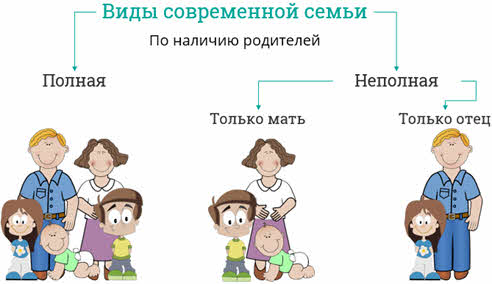 Виды современной семьи
По наличию родителей
Полная
Неполная
Только мать
Только отец